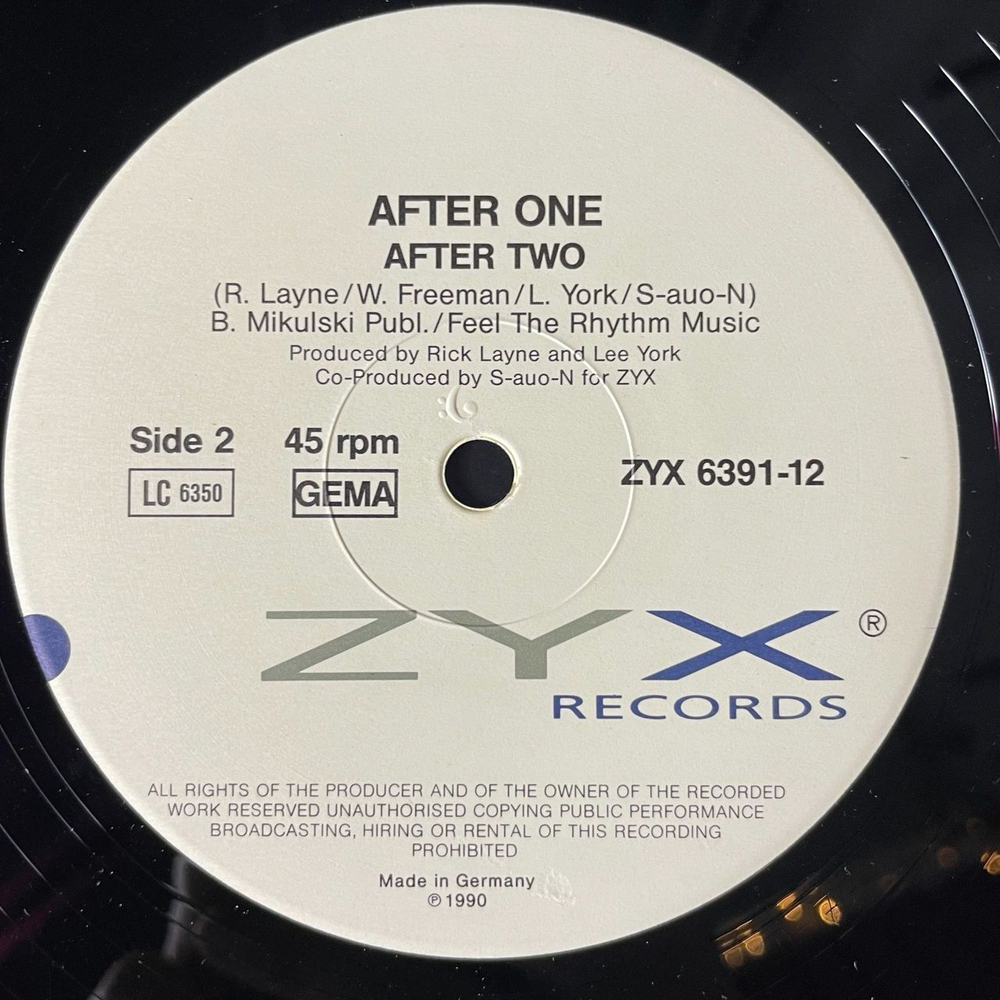 AFTER ONE
AFTER TWO
(R. Layne/W. Freeman/L. York/S-auo-N)
B. Mikulski Publ./Feel The Rhythm Music
Produced by Rick Layne and Lee York
Co-Produced by S-auo-N for ZYX
Side 2 45 rpm
LC 6350 GEMA
ZYX 6391-12
ZYX ®
RECORDS
ALL RIGHTS OF THE PRODUCER AND OF THE OWNER OF THE RECORDED
WORK RESERVED UNAUTHORISED COPYING PUBLIC PERFORMANCE
BROADCASTING, HIRING OR RENTAL OF THIS RECORDING
PROHIBITED
Made in Germany
℗ 1990